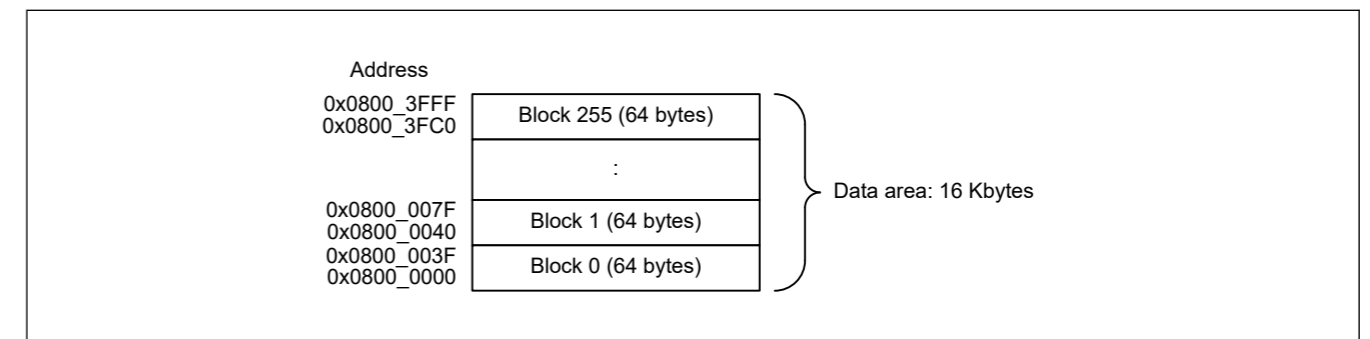 Address
0x0800_3FFF
0x0800_3FC0
Block 255 (64 bytes)
:
Data area: 16 Kbytes
0x0800_007F
0x0800_0040
Block 1 (64 bytes)
0x0800_003F
0x0800_0000
Block 0 (64 bytes)